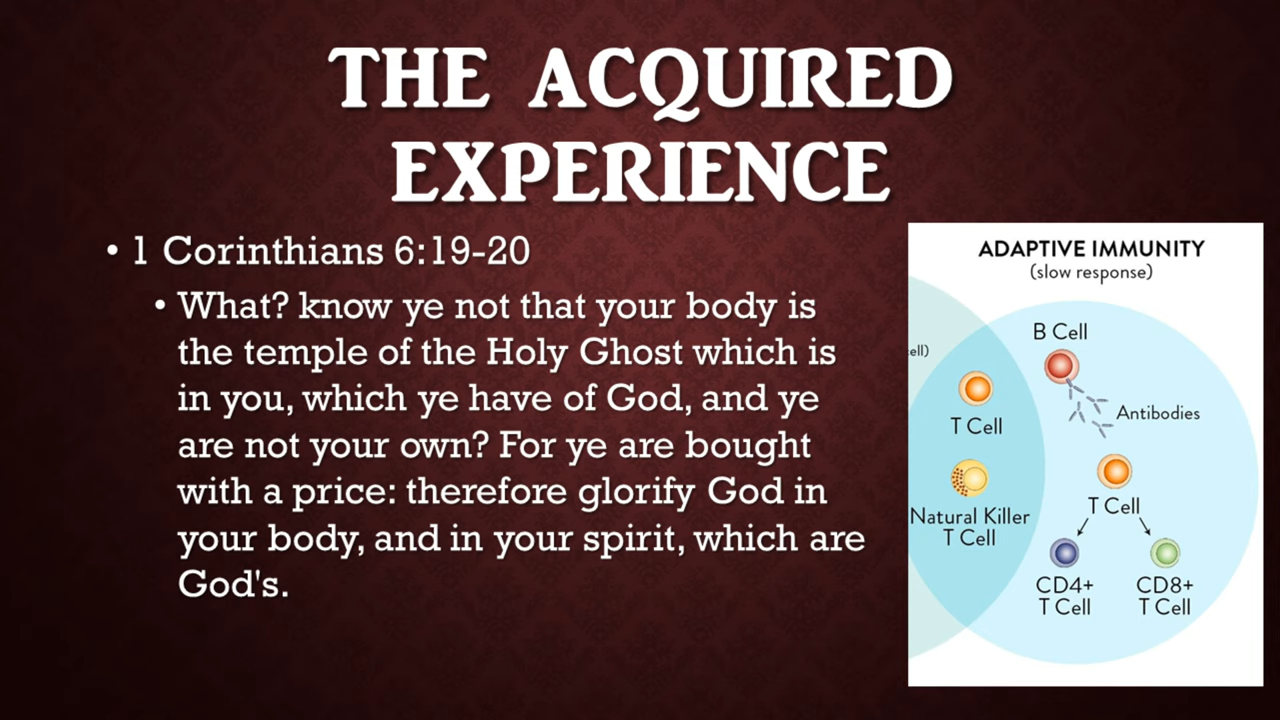 THE ACQUIRED
EXPERIENCE
• 1 Corinthians 6:19-20
• What? know ye not that your body is
the temple of the Holy Ghost which is
in you, which ye have of God, and ye
are not your own? For ye are bought
with a price: therefore glorify God in
your body, and in your spirit, which are
God's.
ADAPTIVE IMMUNITY
(slow response)
B Cell
ell)
Antibodies
T Cell
T Cell
Natural Killer
T Cell
CD4+
T Cell
CD8+
T Cell